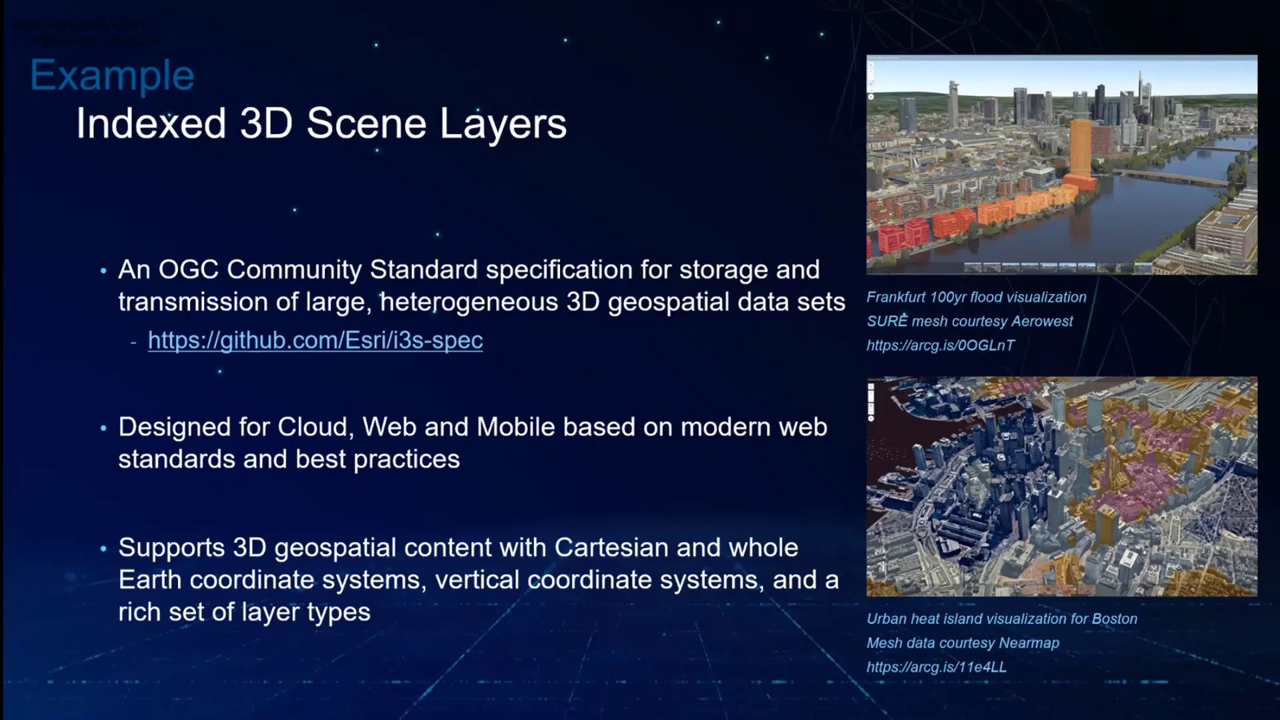 Example
Indexed 3D Scene Layers
• An OGC Community Standard specification for storage and
transmission of large, heterogeneous 3D geospatial data sets
- https://github.com/Esri/i3s-spec
• Designed for Cloud, Web and Mobile based on modern web
standards and best practices
• Supports 3D geospatial content with Cartesian and whole
Earth coordinate systems, vertical coordinate systems, and a
rich set of layer types
Frankfurt 100yr flood visualization
SURE mesh courtesy Aerowest
https://arcg.is/0OGLnT
Urban heat island visualization for Boston
Mesh data courtesy Nearmap
https://arcg.is/11e4LL